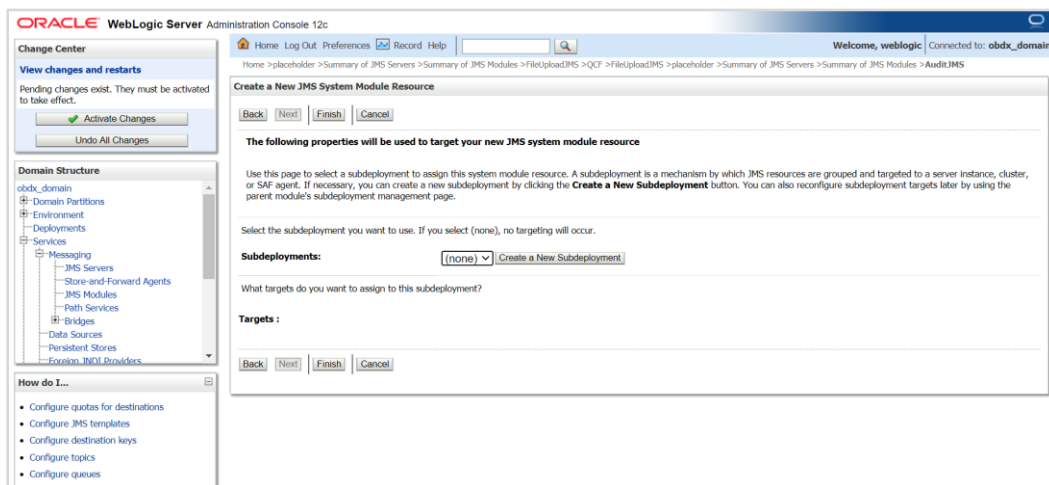 ORACLE WebLogic Server Administration Console 12c
Change Center
View changes and restarts
Pending changes exist. They must be activated
to take effect.
Activate Changes
Undo All Changes
Domain Structure
obdx_domain
Domain Partitions
Environment
Deployments
Services
Messaging
JMS Servers
Store-and-Forward Agents
JMS Modules
Path Services
Bridges
Data Sources
Persistent Stores
Foreign JNDI Providers
How do I...
Configure quotas for destinations
Configure JMS templates
Configure destination keys
Configure topics
Configure queues
Home Log Out Preferences Record Help
Welcome, weblogic Connected to: obdx_domain
Home >placeholder >Summary of JMS Servers >Summary of JMS Modules >FileUploadJMS >QCF >FileUploadJMS >placeholder >Summary of JMS Servers >Summary of JMS Modules >AuditJMS
Create a New JMS System Module Resource
Back Next Finish Cancel
The following properties will be used to target your new JMS system module resource
Use this page to select a subdeployment to assign this system module resource. A subdeployment is a mechanism by which JMS resources are grouped and targeted to a server instance, cluster,
or SAF agent. If necessary, you can create a new subdeployment by clicking the Create a New Subdeployment button. You can also reconfigure subdeployment targets later by using the
parent module's subdeployment management page.
Select the subdeployment you want to use. If you select (none), no targeting will occur.
Subdeployments: (none) Create a New Subdeployment
What targets do you want to assign to this subdeployment?
Targets :
Back Next Finish Cancel